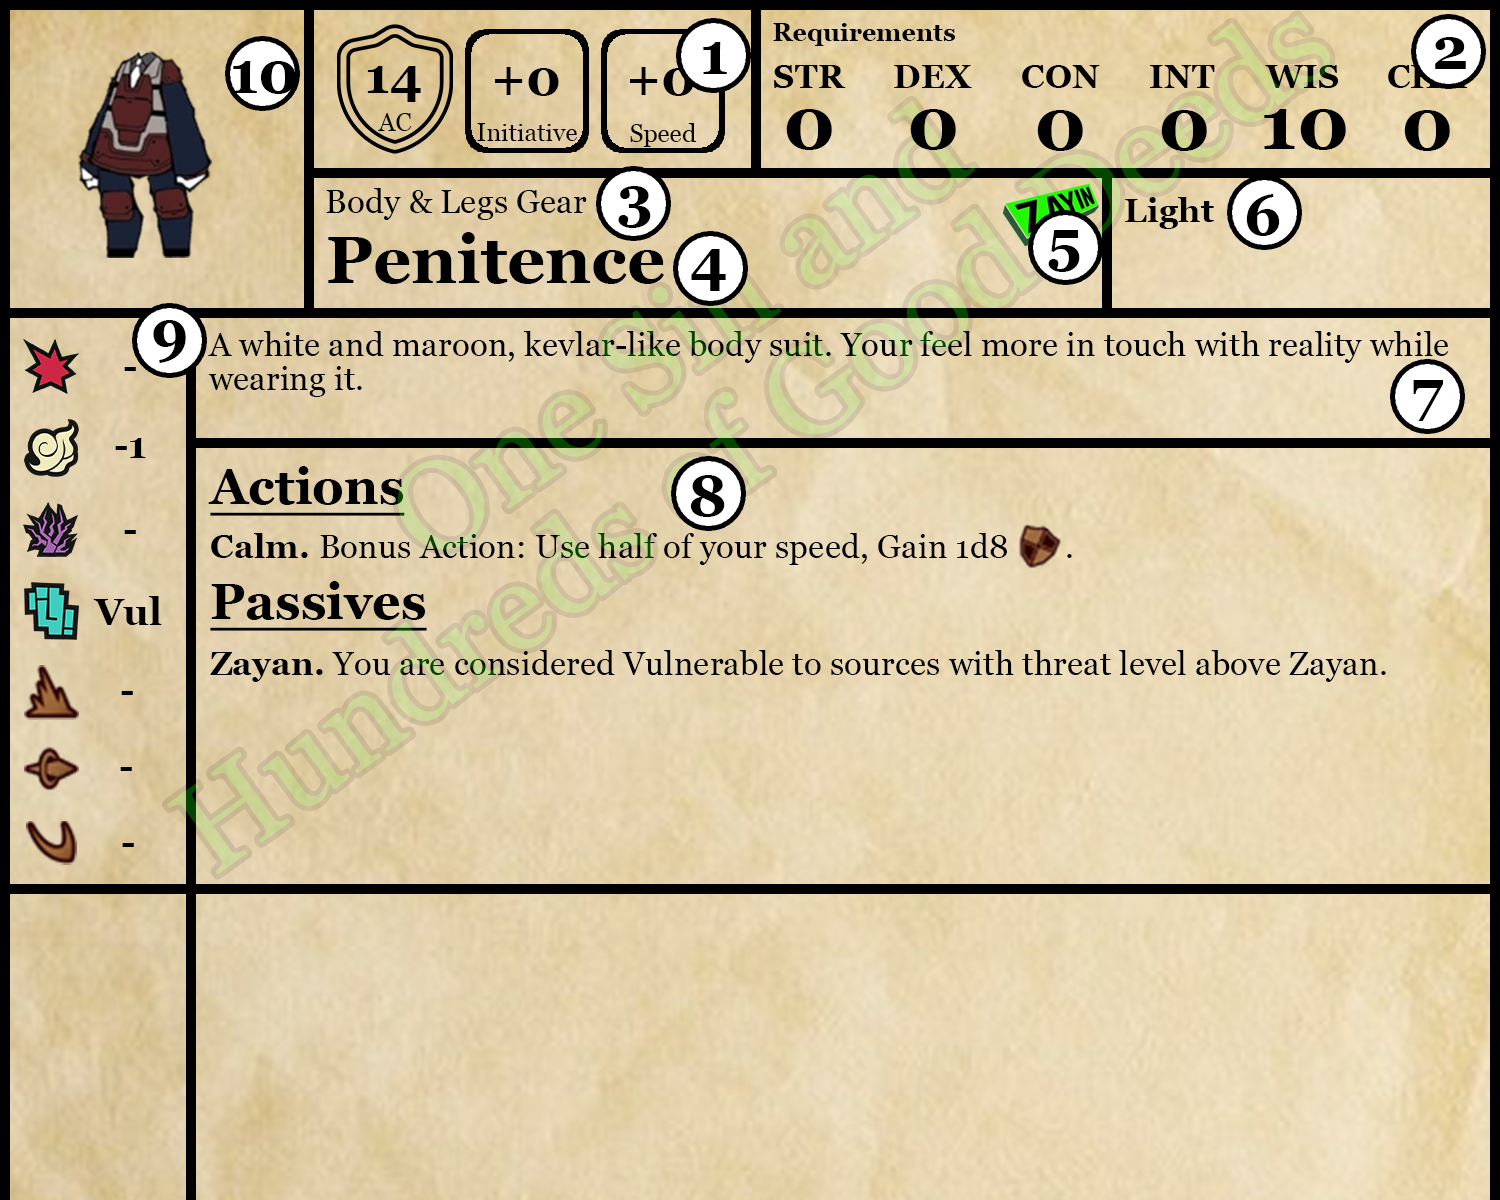 10
14
AC
+0
Initiative
+0
Speed
1
Requirements
2
STR DEX CON INT WIS
0 0 0 0 10 0
Body & Legs Gear 3
Penitence 4
ZAYIN
5
Light 6
9
-
-1
-
Vul
-
-
-
A white and maroon, kevlar-like body suit. Your feel more in touch with reality while
wearing it.
7
Actions
8
Calm. Bonus Action: Use half of your speed, Gain 1d8 .
Passives
Zayan. You are considered Vulnerable to sources with threat level above Zayan.
One Sin and
Hundreds of Good Deeds